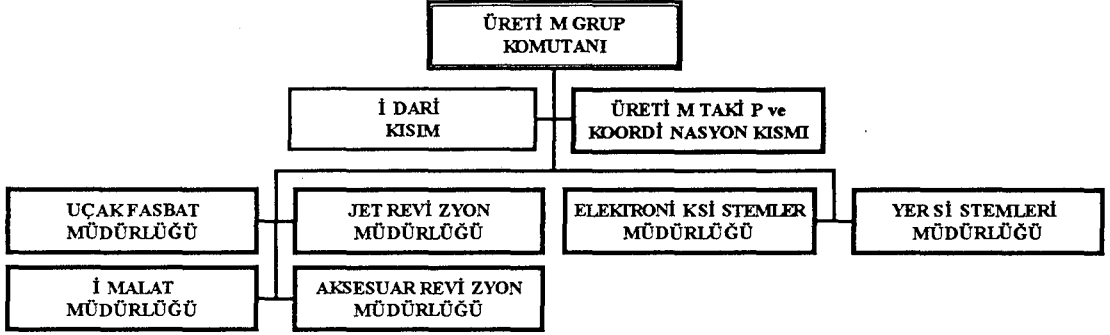 ÜRETİ M GRUP
KOMUTANI
İ DARİ
KISIM
ÜRETİ M TAKİ P ve
KOORDİ NASYON KISMI
UÇAK FASBAT
MÜDÜRLÜĞÜ
JET REVİ ZYON
MÜDÜRLÜĞÜ
ELEKTRONİ KSİ STEMLER
MÜDÜRLÜĞÜ
YER Sİ STEMLERİ
MÜDÜRLÜĞÜ
İ MALAT
MÜDÜRLÜĞÜ
AKSESUAR REVİ ZYON
MÜDÜRLÜĞÜ